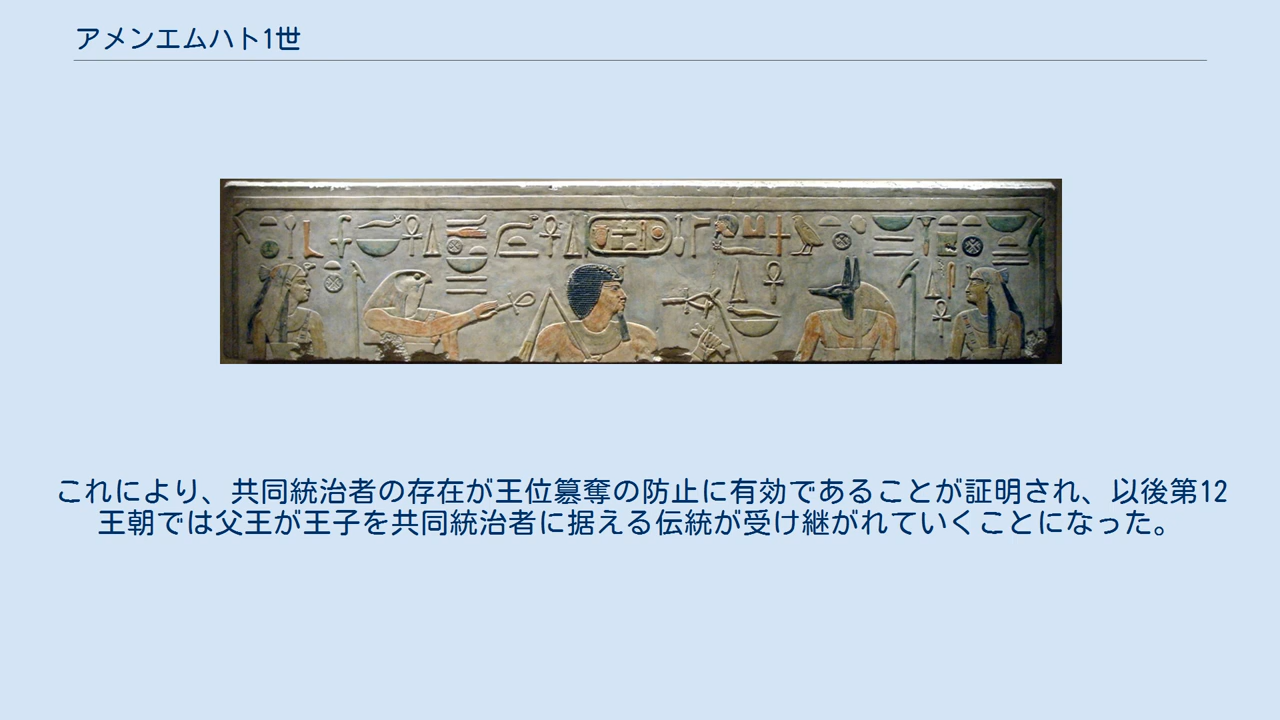 アメンエムハト1世
これにより、共同統治者の存在が王位簒奪の防止に有効であることが証明され、以後第12
王朝では父王が王子を共同統治者に据える伝統が受け継がれていくことになった。